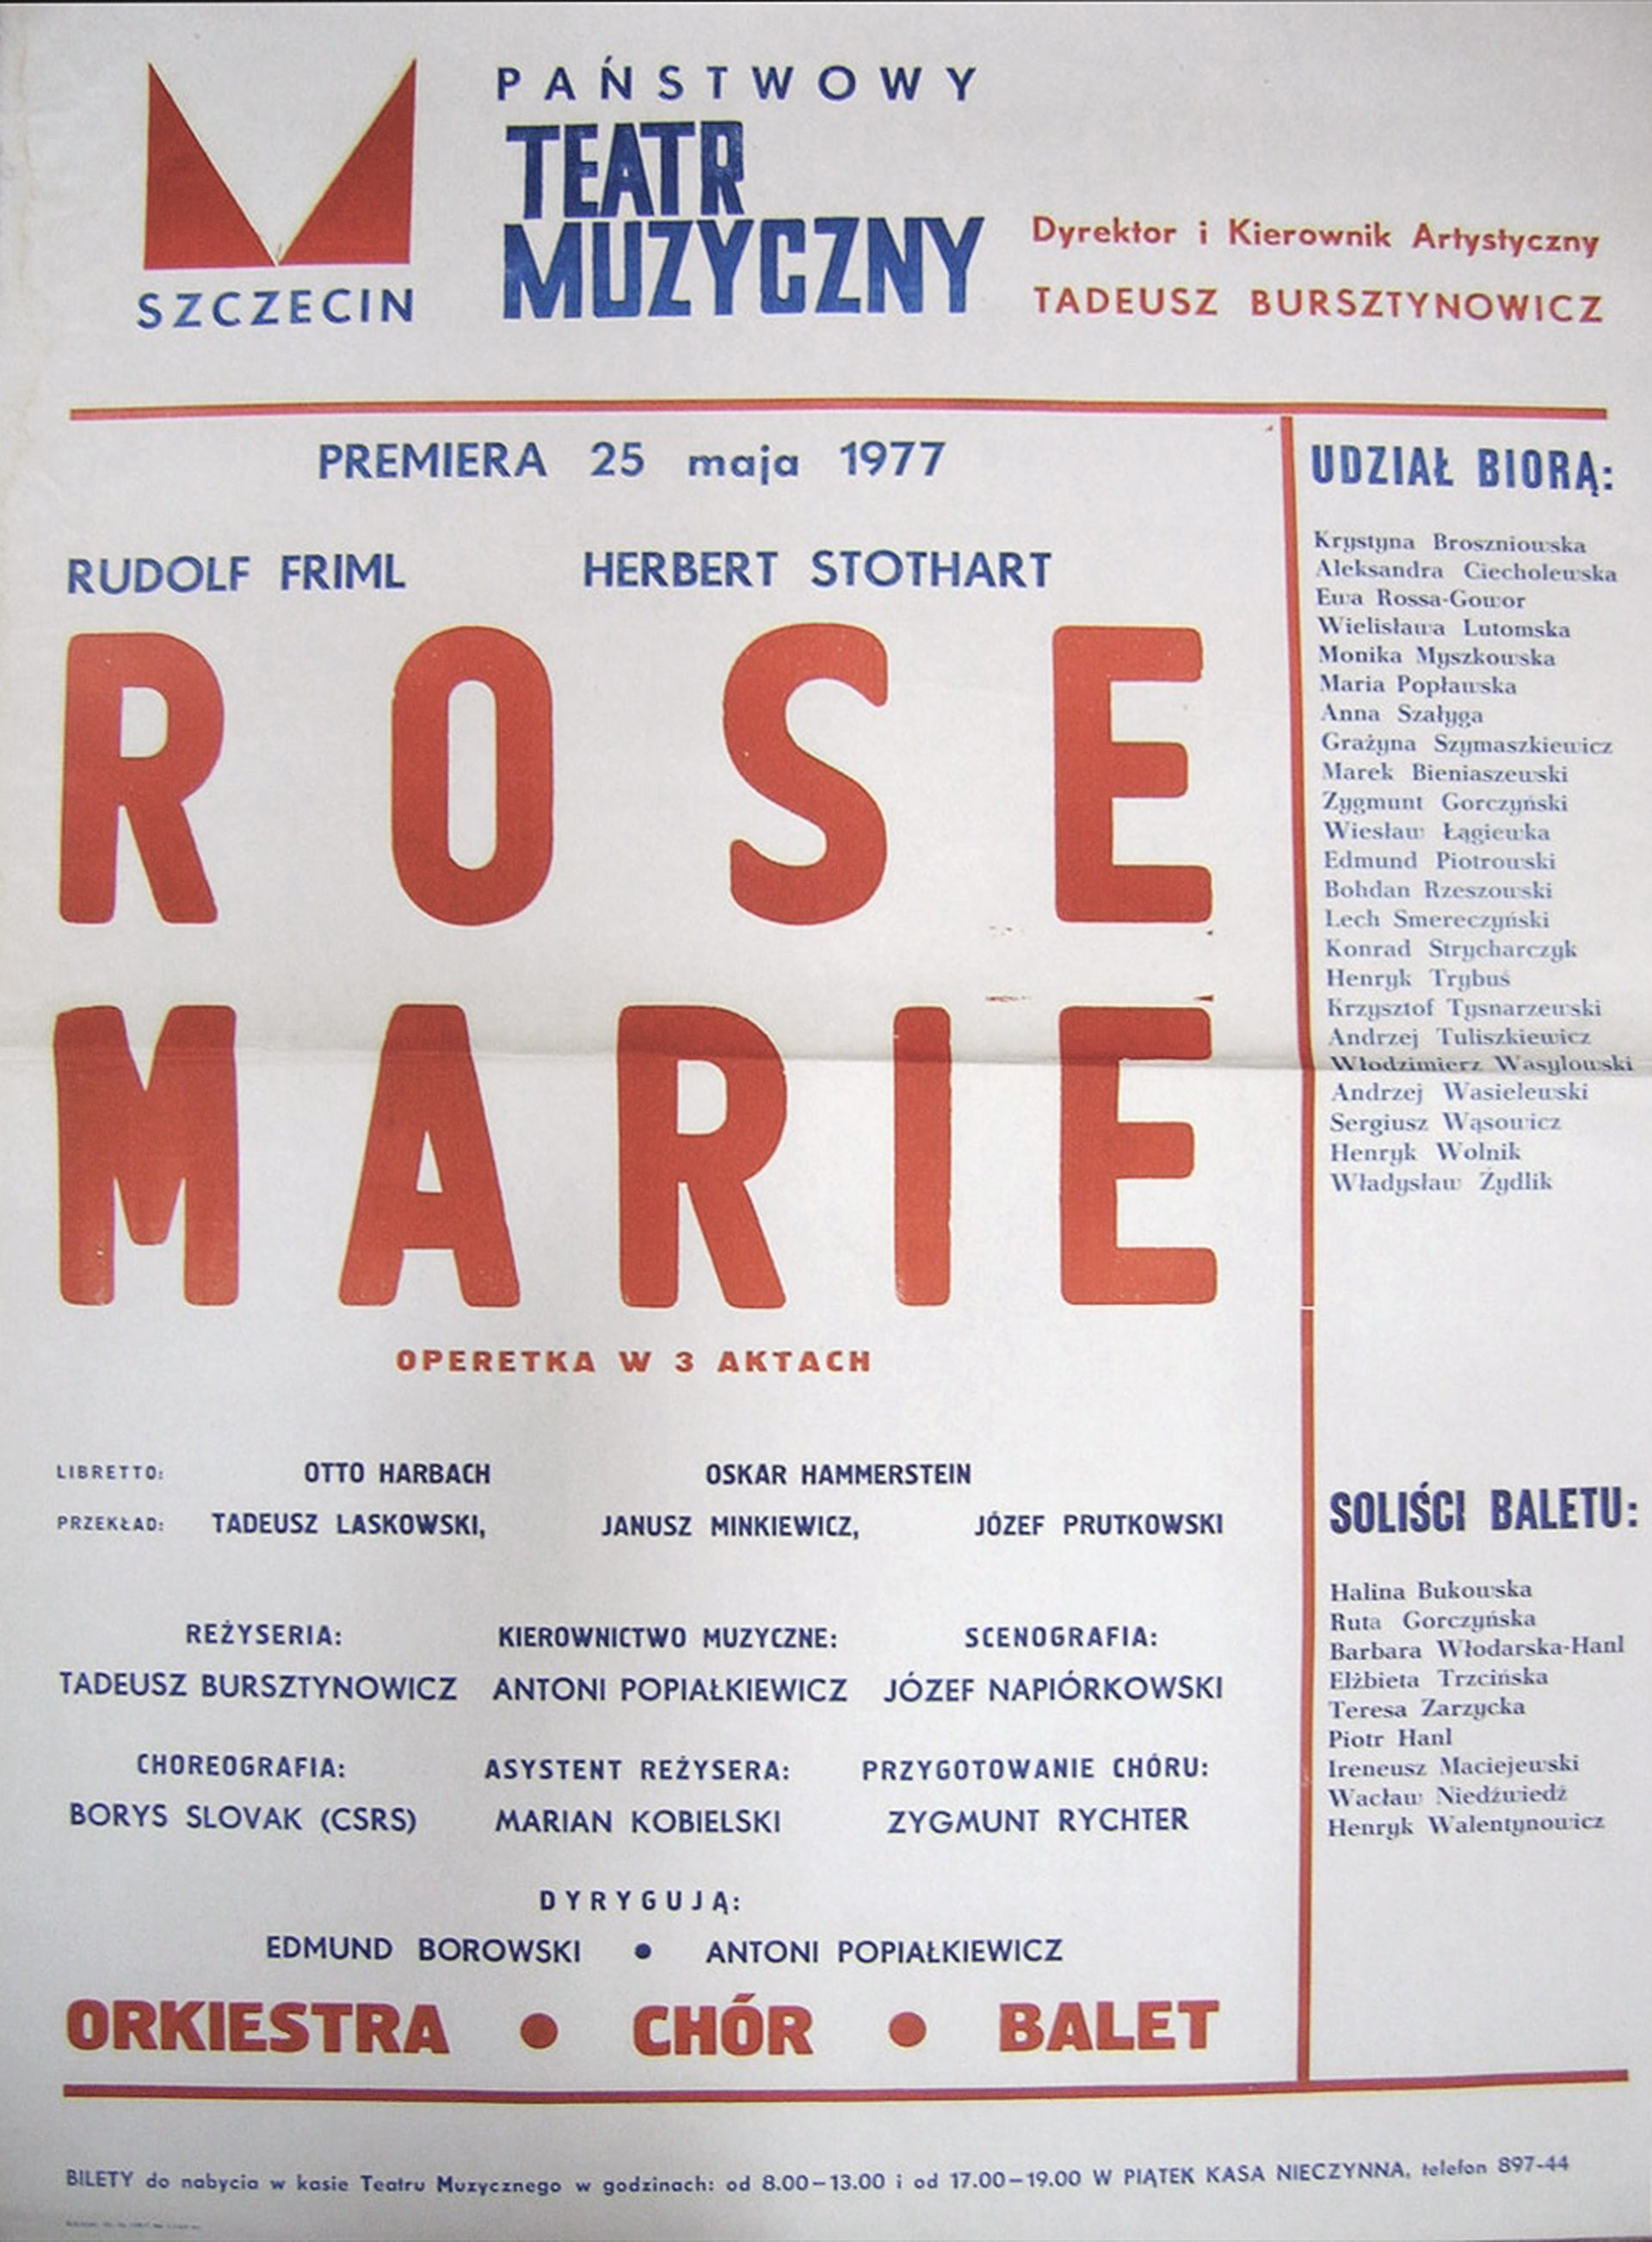 SZCZECIN
PAŃSTWOWY
TEATR
MUZYCZNY
Dyrektor i Kierownik Artystyczny
TADEUSZ BURSZTYNOWICZ
PREMIERA 25 maja 1977
RUDOLF FRIML HERBERT STOTHART
ROSE
MARIE
OPERETKA W 3 AKTACH
LIBRETTO: OTTO HARBACH OSKAR HAMMERSTEIN
PRZEKŁAD: TADEUSZ LASKOWSKI, JANUSZ MINKIEWICZ, JÓZEF PRUTKOWSKI
REŻYSERIA: KIEROWNICTWO MUZYCZNE: SCENOGRAFIA:
TADEUSZ BURSZTYNOWICZ ANTONI POPIAŁKIEWICZ JÓZEF NAPIÓRKOWSKI
CHOREOGRAFIA: ASYSTENT REŻYSERA: PRZYGOTOWANIE CHÓRU:
BORYS SLOVAK (CSRS) MARIAN KOBIELSKI ZYGMUNT RYCHTER
DYRYGUJĄ:
EDMUND BOROWSKI • ANTONI POPIAŁKIEWICZ
ORKIESTRA • CHÓR • BALET
UDZIAŁ BIORĄ:
Krystyna Broszniowska
Aleksandra Ciecholewska
Ewa Rossa-Gowor
Wielisława Lutomska
Monika Myszkowska
Maria Popławska
Anna Szałyga
Grażyna Szymaszkiewicz
Marek Bieniaszewski
Zygmunt Gorczyński
Wiesław Łągiewka
Edmund Piotrowski
Bohdan Rzeszowski
Lech Smereczyński
Konrad Strycharczyk
Henryk Trybuś
Krzysztof Tysnarzewski
Andrzej Tuliszkiewicz
Włodzimierz Wasylowski
Andrzej Wasielewski
Sergiusz Wąsowicz
Henryk Wolnik
Władysław Żydlik
SOLIŚCI BALETU:
Halina Bukowska
Ruta Gorczyńska
Barbara Włodarska-Hanl
Elżbieta Trzcińska
Teresa Zarzycka
Piotr Hanl
Ireneusz Maciejewski
Wacław Niedźwiedź
Henryk Walentynowicz
BILETY do nabycia w kasie Teatru Muzycznego w godzinach: od 8.00–13.00 i od 17.00–19.00 W PIĄTEK KASA NIECZYNNA, telefon 897-44